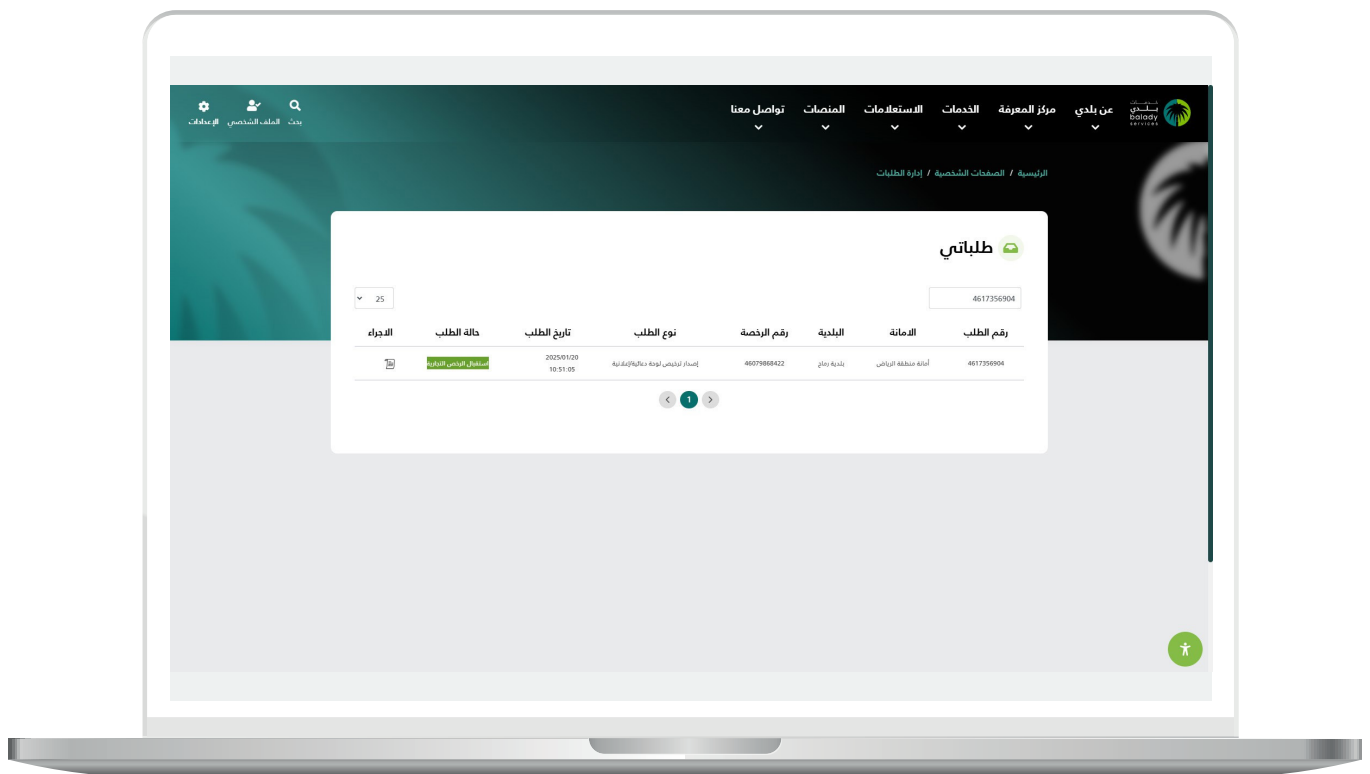 خدمات
بلدي
balady
services
عن بلدي
مركز المعرفة
الخدمات
الاستعلامات
المنصات
تواصل معنا
بحث
الملف الشخصي
الإعدادات
الرئيسية / الصفحات الشخصية / إدارة الطلبات
طلباتي
4617356904
25
رقم الطلب الامانة البلدية رقم الرخصة نوع الطلب تاريخ الطلب حالة الطلب الاجراء
4617356904 أمانة منطقة الرياض بلدية رماح 46079868422 إصدار ترخيص لوحة دعائية/إعلانية 2025/01/20 10:51:05 استقبال الرخص التجارية
1